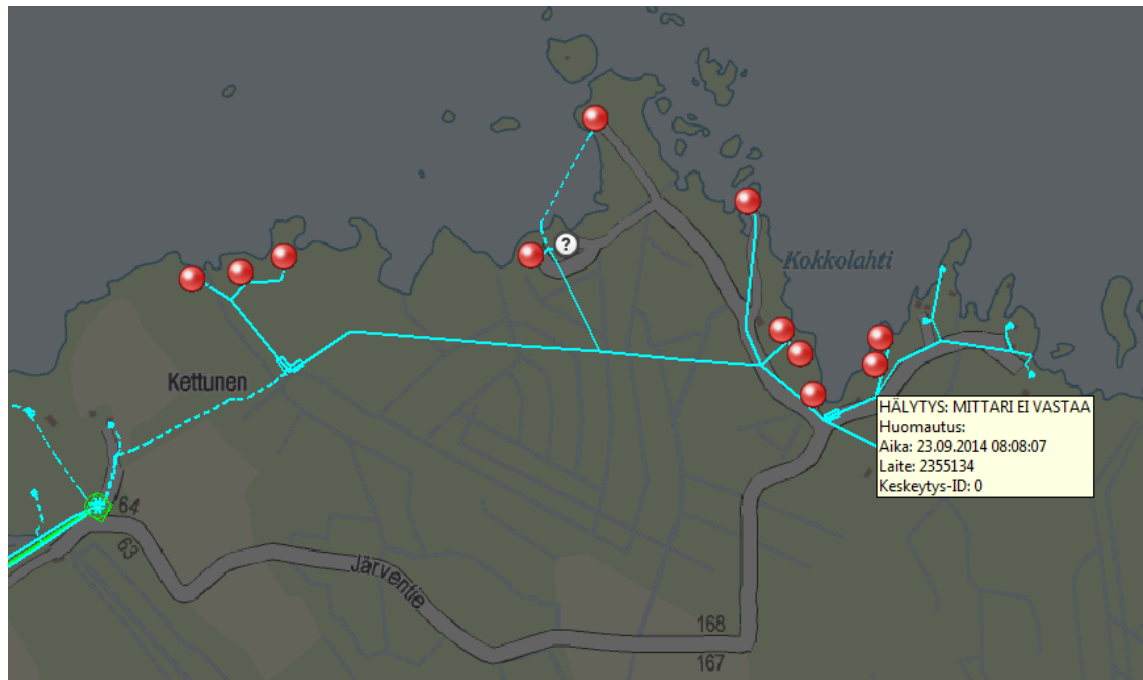 ?
Kokkolahti
Kettunen
HÄLYTYS: MITTARI EI VASTAA
Huomautus:
Aika: 23.09.2014 08:08:07
Laite: 2355134
Keskeytys-ID: 0
64
63
Järventie
168
167